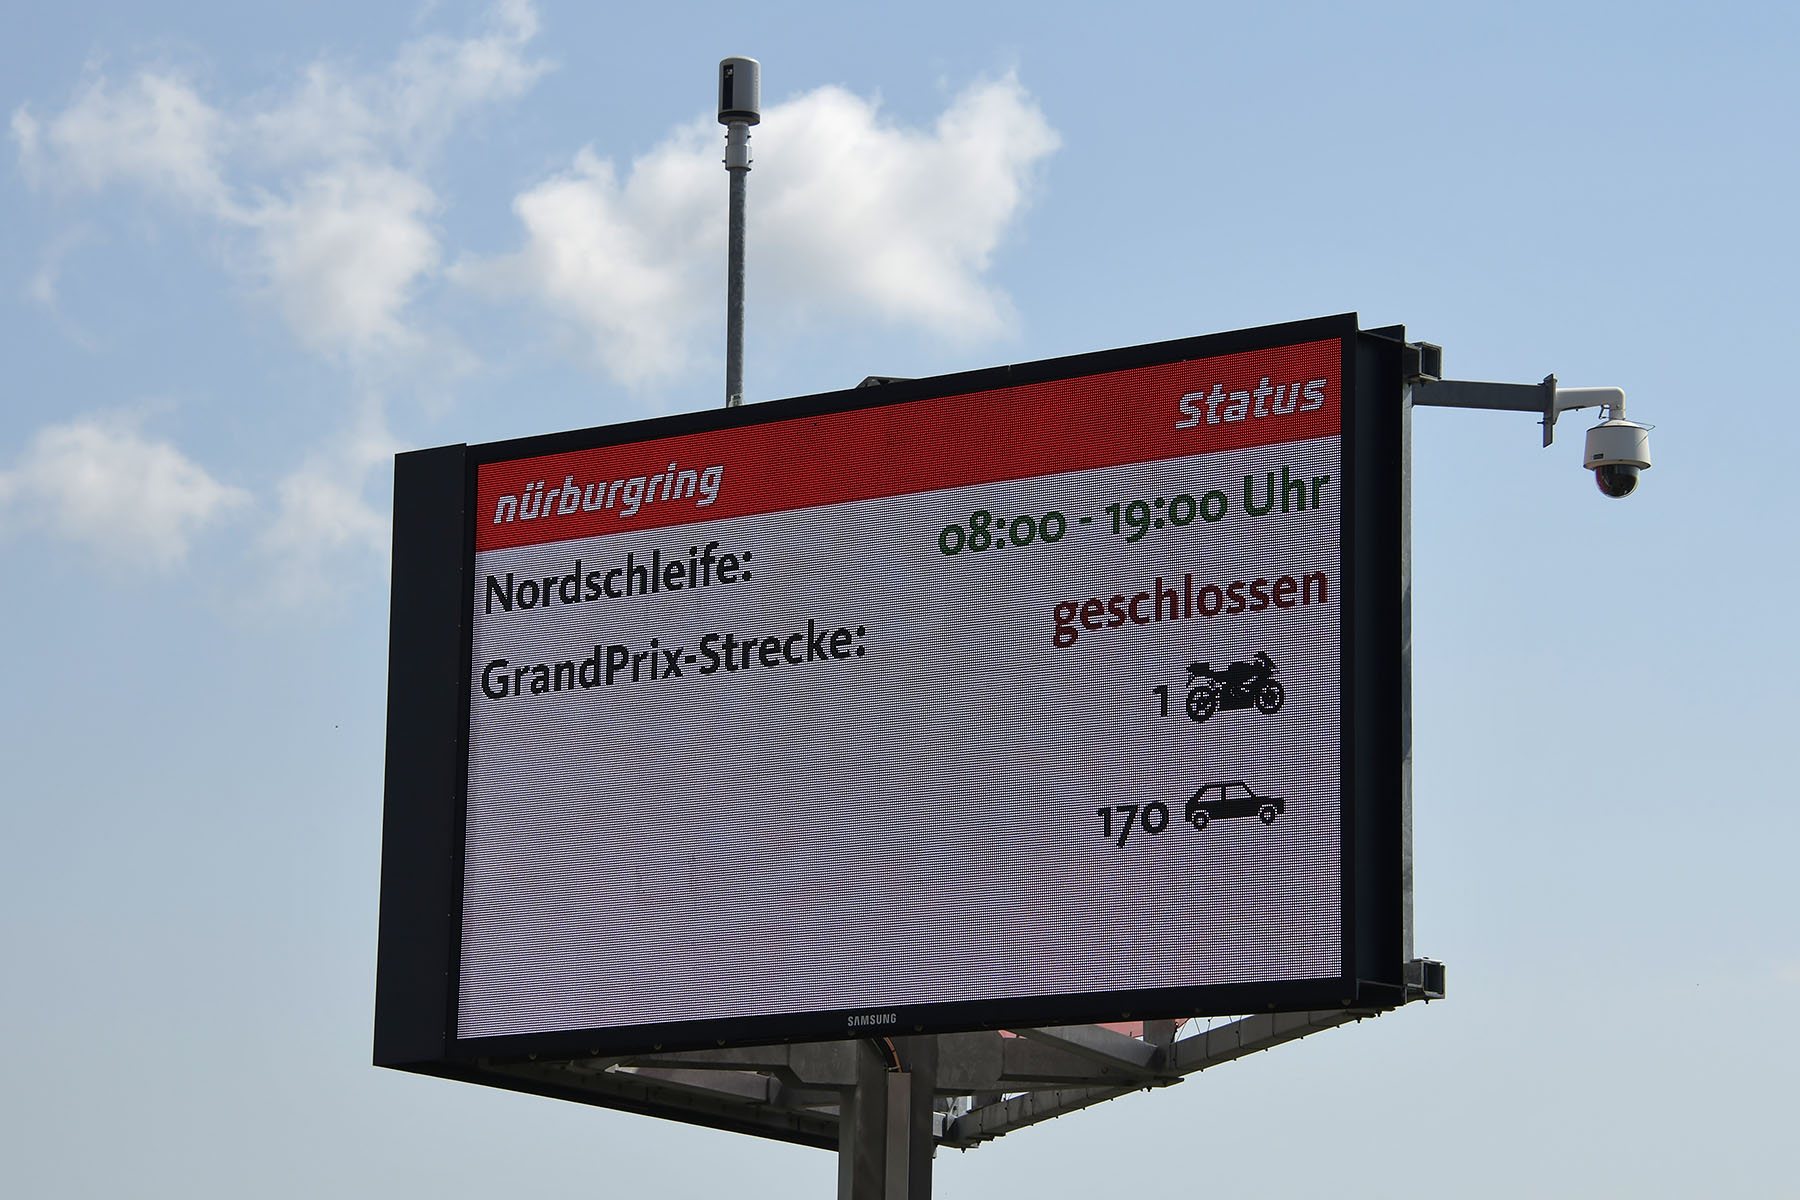 nürburgring Status
Nordschleife: 08:00 - 19:00 Uhr
GrandPrix-Strecke: geschlossen
1
170
SAMSUNG